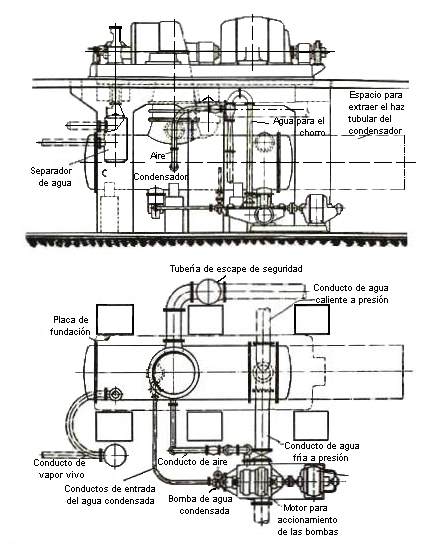 Espacio para
extraer el haz
tubular del
condensador
Agua para el
chorro
Aire
Separador
de agua
C
Condensador
Tubería de escape de seguridad
Conducto de agua
caliente a presión
Placa de
fundación
Conducto de agua
fría a presión
Conducto de aire
Conducto de
vapor vivo
Conductos de entrada
del agua condensada
Bomba de agua
condensada
Motor para
accionamiento
de las bombas